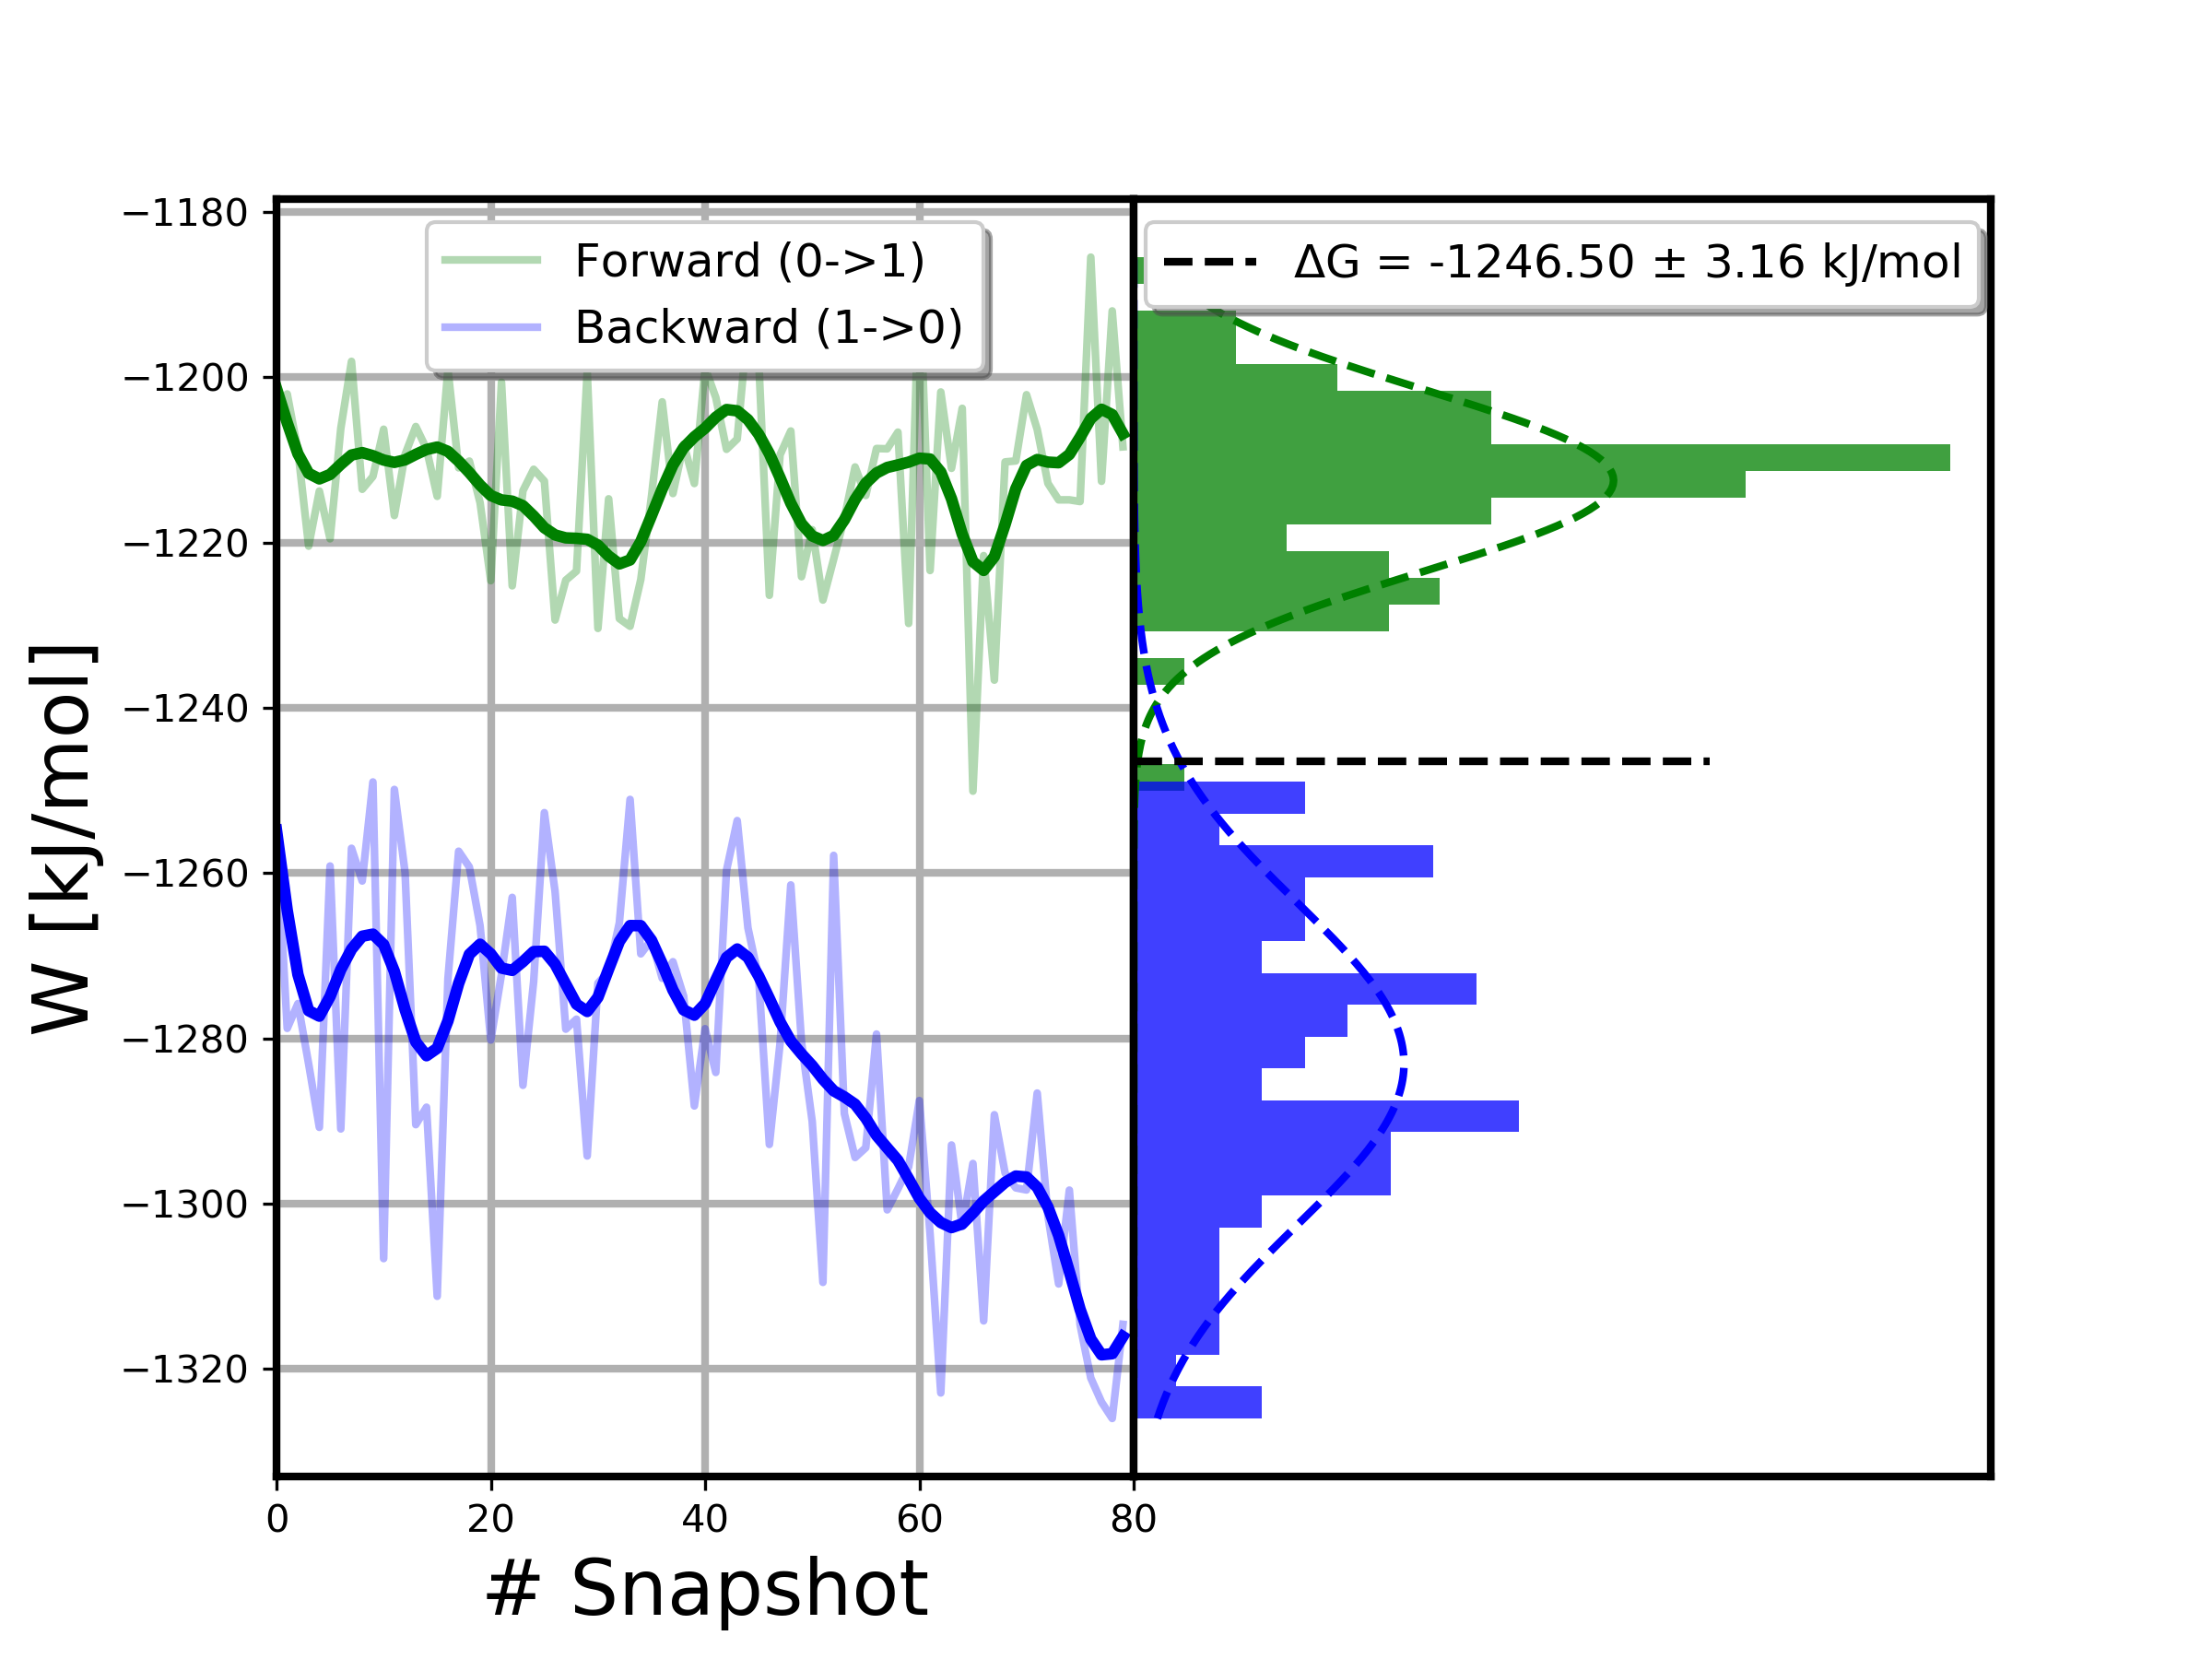 Forward (0->1)
Backward (1->0)
ΔG = -1246.50 ± 3.16 kJ/mol
W [kJ/mol]
−1180
−1200
−1220
−1240
−1260
−1280
−1300
−1320
0 20 40 60 80
# Snapshot